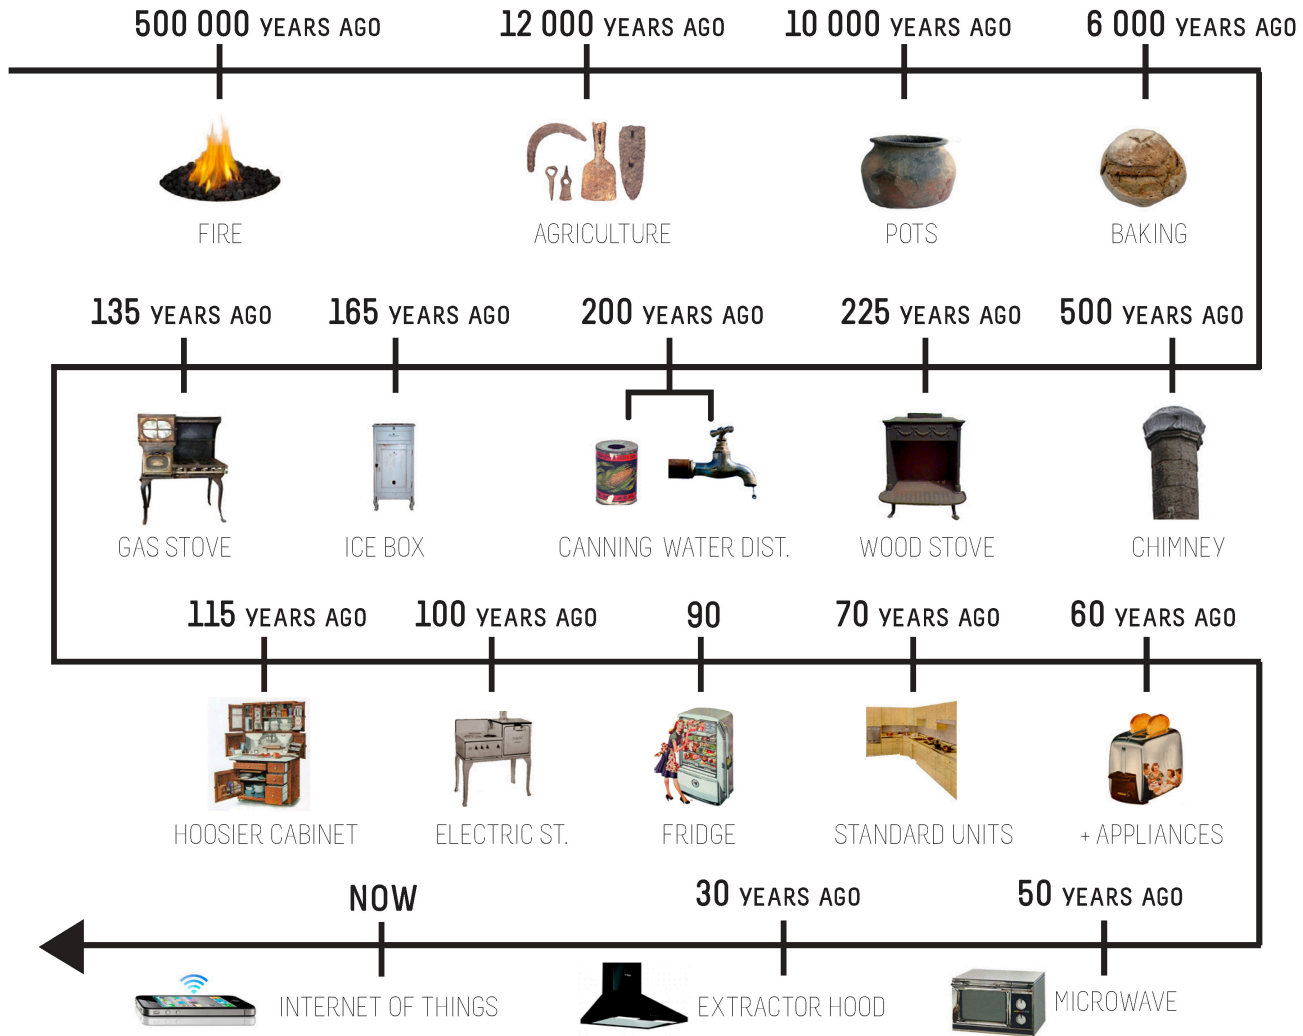 500 000 YEARS AGO
12 000 YEARS AGO
10 000 YEARS AGO
6 000 YEARS AGO
FIRE
AGRICULTURE
POTS
BAKING
135 YEARS AGO
165 YEARS AGO
200 YEARS AGO
225 YEARS AGO
500 YEARS AGO
GAS STOVE
ICE BOX
CANNING
WATER DIST.
WOOD STOVE
CHIMNEY
115 YEARS AGO
100 YEARS AGO
90
70 YEARS AGO
60 YEARS AGO
HOOSIER CABINET
ELECTRIC ST.
FRIDGE
STANDARD UNITS
+ APPLIANCES
NOW
30 YEARS AGO
50 YEARS AGO
INTERNET OF THINGS
EXTRACTOR HOOD
MICROWAVE